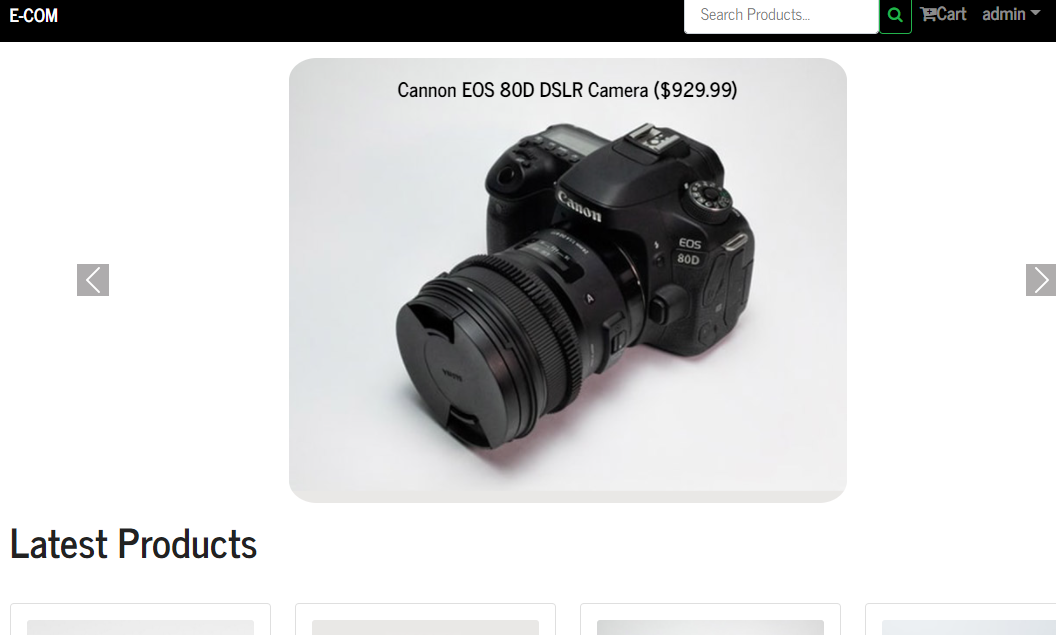 E-COM
Search Products...
Cart
admin
Cannon EOS 80D DSLR Camera ($929.99)
Canon
EOS
80D
A
Latest Products